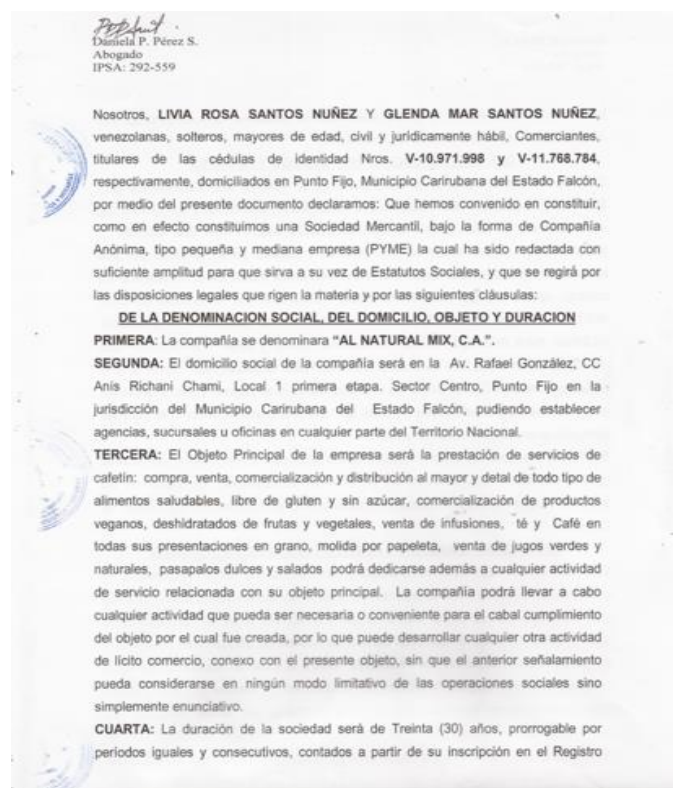 Daniela P. Pérez S.
Abogado
IPSA: 292-559
Nosotros, LIVIA ROSA SANTOS NUÑEZ Y GLENDA MAR SANTOS NUÑEZ,
venezolanas, solteros, mayores de edad, civil y jurídicamente hábil, Comerciantes,
titulares de las cédulas de identidad Nros. V-10.971.998 y V-11.768.784,
respectivamente, domiciliados en Punto Fijo, Municipio Carirubana del Estado Falcón,
por medio del presente documento declaramos: Que hemos convenido en constituir,
como en efecto constituimos una Sociedad Mercantil, bajo la forma de Compañía
Anónima, tipo pequeña y mediana empresa (PYME) la cual ha sido redactada con
suficiente amplitud para que sirva a su vez de Estatutos Sociales, y que se regirá por
las disposiciones legales que rigen la materia y por las siguientes cláusulas:
DE LA DENOMINACION SOCIAL, DEL DOMICILIO, OBJETO Y DURACION
PRIMERA: La compañía se denominara “AL NATURAL MIX, C.A.”.
SEGUNDA: El domicilio social de la compañía será en la Av. Rafael González, CC
Anís Richani Chami, Local 1 primera etapa. Sector Centro, Punto Fijo en la
jurisdicción del Municipio Carirubana del Estado Falcón, pudiendo establecer
agencias, sucursales u oficinas en cualquier parte del Territorio Nacional.
TERCERA: El Objeto Principal de la empresa será la prestación de servicios de
cafetín: compra, venta, comercialización y distribución al mayor y detal de todo tipo de
alimentos saludables, libre de gluten y sin azúcar, comercialización de productos
veganos, deshidratados de frutas y vegetales, venta de infusiones, té y Café en
todas sus presentaciones en grano, molida por papeleta, venta de jugos verdes y
naturales, pasapalos dulces y salados podrá dedicarse además a cualquier actividad
de servicio relacionada con su objeto principal. La compañía podrá llevar a cabo
cualquier actividad que pueda ser necesaria o conveniente para el cabal cumplimiento
del objeto por el cual fue creada, por lo que puede desarrollar cualquier otra actividad
de lícito comercio, conexo con el presente objeto, sin que el anterior señalamiento
pueda considerarse en ningún modo limitativo de las operaciones sociales sino
simplemente enunciativo.
CUARTA: La duración de la sociedad será de Treinta (30) años, prorrogable por
periodos iguales y consecutivos, contados a partir de su inscripción en el Registro